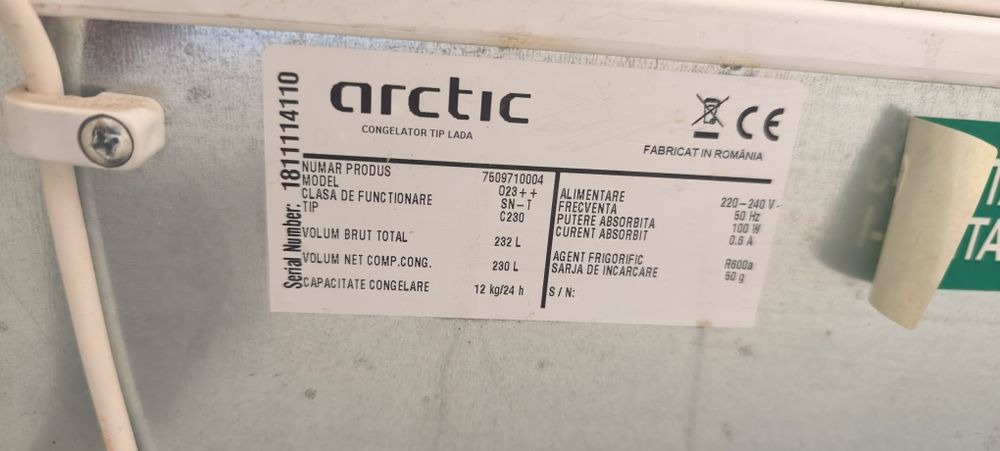 arctic
CONGELATOR TIP LADA
CE
FABRICAT IN ROMÂNIA
Serial Number: 1811114110
NUMAR PRODUS 7509710004
MODEL O23++
CLASA DE FUNCTIONARE SN-T
TIP C230
VOLUM BRUT TOTAL 232 L
VOLUM NET COMP.CONG. 230 L
CAPACITATE CONGELARE 12 kg/24 h
ALIMENTARE 220-240 V~
FRECVENTA 50 Hz
PUTERE ABSORBITA 100 W
CURENT ABSORBIT 0.6 A
AGENT FRIGORIFIC R600a
SARJA DE INCARCARE 50 g
S / N: